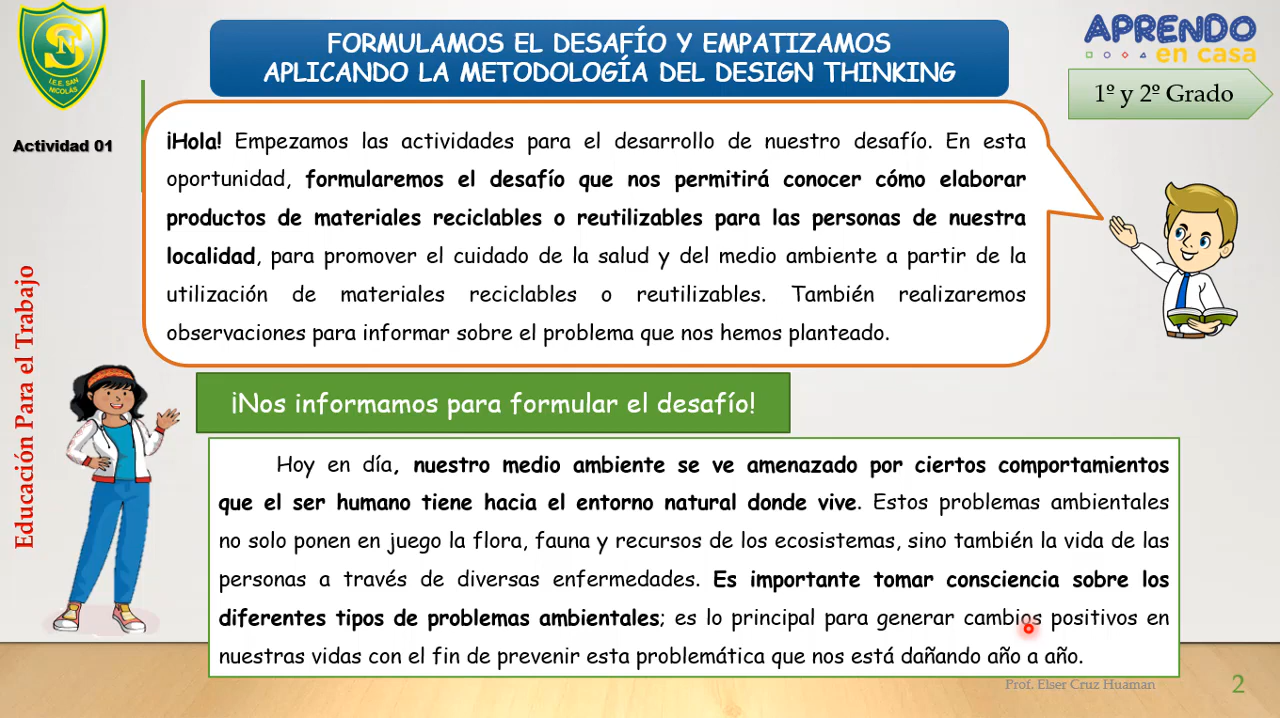 S
N
I.E.E. SAN
NICOLÁS
FORMULAMOS EL DESAFÍO Y EMPATIZAMOS
APLICANDO LA METODOLOGÍA DEL DESIGN THINKING
APRENDO
en casa
1º y 2º Grado
Actividad 01
¡Hola! Empezamos las actividades para el desarrollo de nuestro desafío. En esta
oportunidad, formularemos el desafío que nos permitirá conocer cómo elaborar
productos de materiales reciclables o reutilizables para las personas de nuestra
localidad, para promover el cuidado de la salud y del medio ambiente a partir de la
utilización de materiales reciclables o reutilizables. También realizaremos
observaciones para informar sobre el problema que nos hemos planteado.
Educación Para el Trabajo
¡Nos informamos para formular el desafío!
Hoy en día, nuestro medio ambiente se ve amenazado por ciertos comportamientos
que el ser humano tiene hacia el entorno natural donde vive. Estos problemas ambientales
no solo ponen en juego la flora, fauna y recursos de los ecosistemas, sino también la vida de las
personas a través de diversas enfermedades. Es importante tomar consciencia sobre los
diferentes tipos de problemas ambientales; es lo principal para generar cambios positivos en
nuestras vidas con el fin de prevenir esta problemática que nos está dañando año a año.
Prof. Elser Cruz Huaman
2